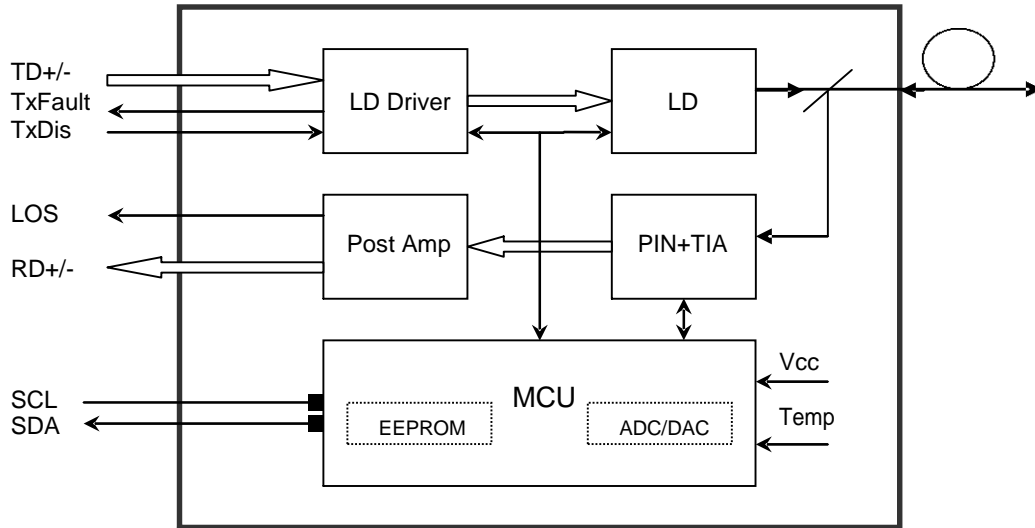 TD+/-
TxFault
TxDis
LD Driver
LD
LOS
RD+/-
Post Amp
PIN+TIA
SCL
SDA
MCU
EEPROM
ADC/DAC
Vcc
Temp